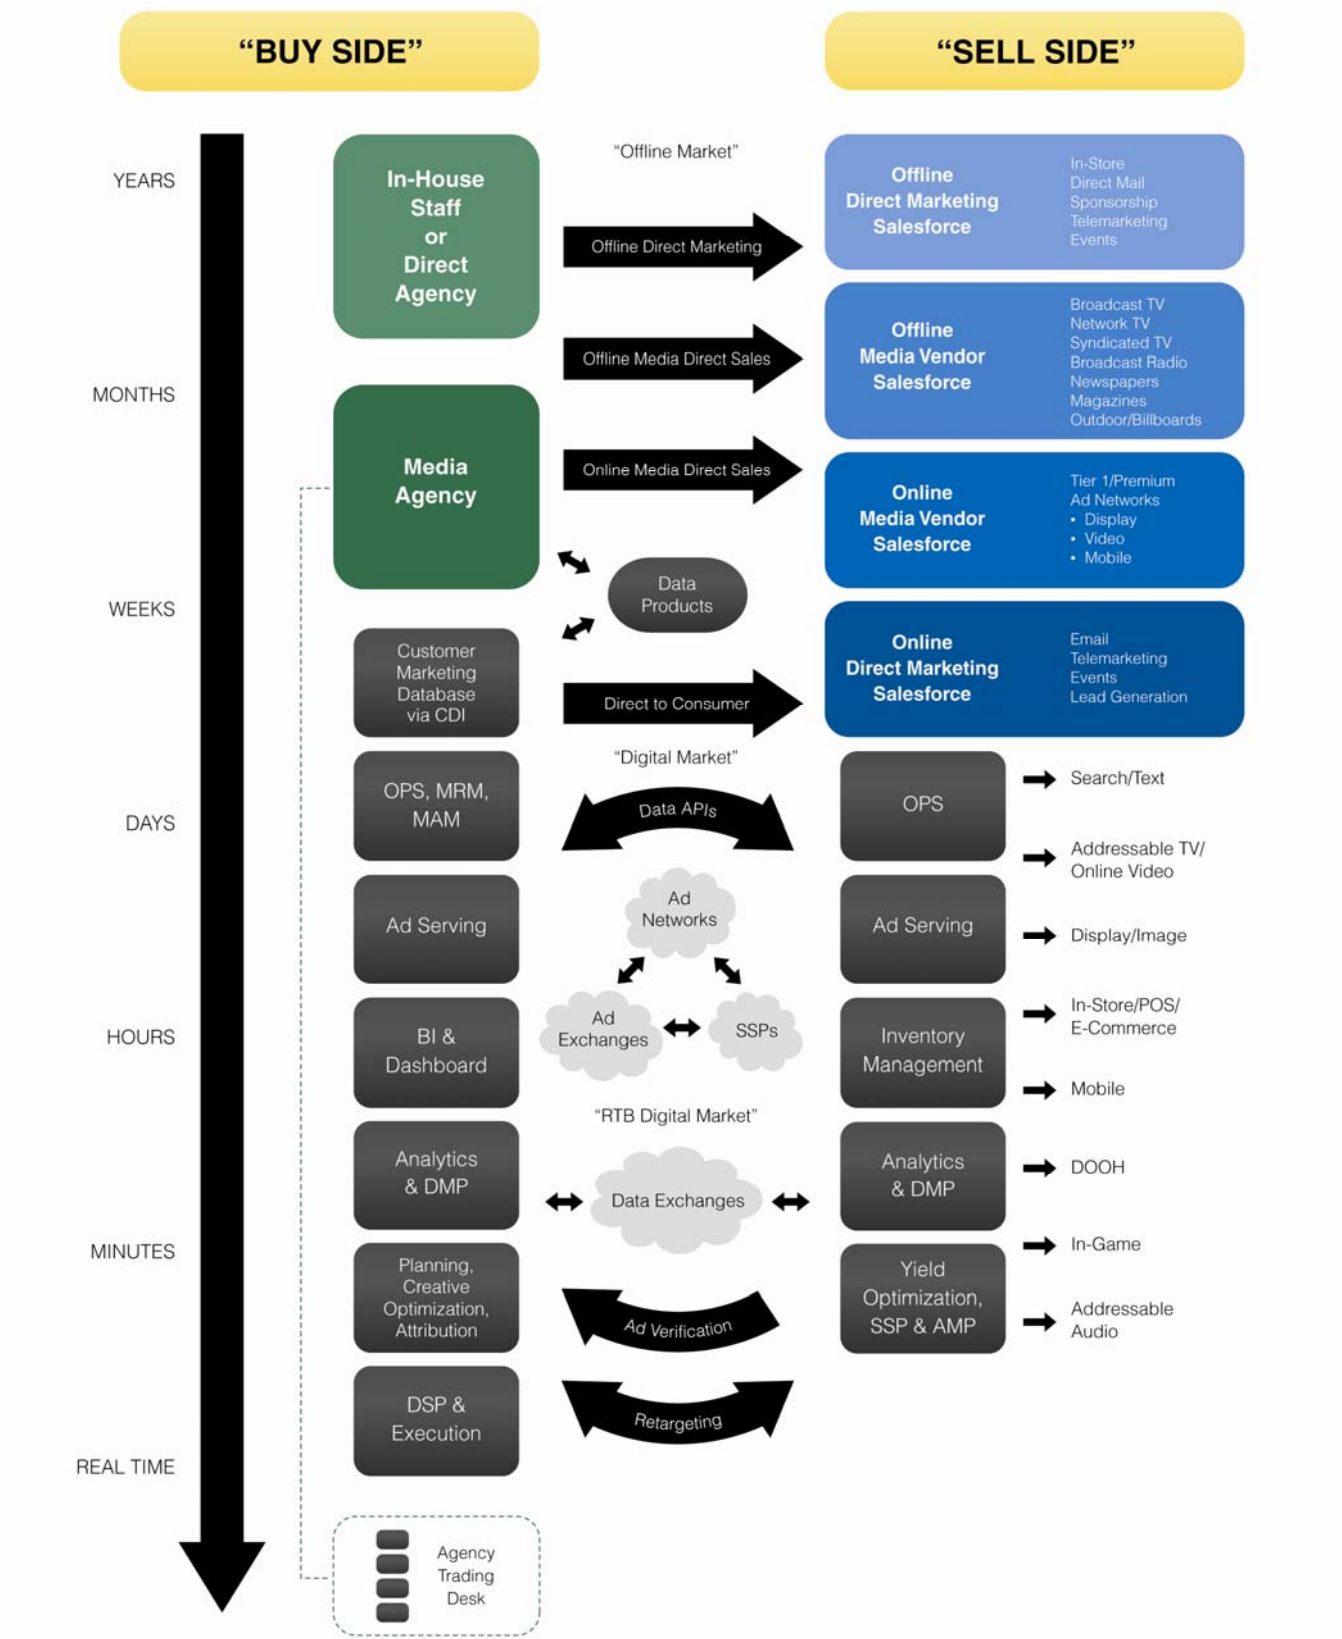 “BUY SIDE”
“SELL SIDE”
YEARS
MONTHS
WEEKS
DAYS
HOURS
MINUTES
REAL TIME
In-House
Staff
or
Direct
Agency
Media
Agency
Customer
Marketing
Database
via CDI
OPS, MRM,
MAM
Ad Serving
BI &
Dashboard
Analytics
& DMP
Planning,
Creative
Optimization,
Attribution
DSP &
Execution
Agency
Trading
Desk
“Offline Market”
Offline Direct Marketing
Offline Media Direct Sales
Online Media Direct Sales
Data
Products
Direct to Consumer
“Digital Market”
Data APIs
Ad
Networks
Ad
Exchanges
SSPs
“RTB Digital Market”
Data Exchanges
Ad Verification
Retargeting
Offline
Direct Marketing
Salesforce
In-Store
Direct Mail
Sponsorship
Telemarketing
Events
Offline
Media Vendor
Salesforce
Broadcast TV
Network TV
Syndicated TV
Broadcast Radio
Newspapers
Magazines
Outdoor/Billboards
Online
Media Vendor
Salesforce
Tier 1/Premium
Ad Networks
• Display
• Video
• Mobile
Online
Direct Marketing
Salesforce
Email
Telemarketing
Events
Lead Generation
OPS
Ad Serving
Inventory
Management
Analytics
& DMP
Yield
Optimization,
SSP & AMP
Search/Text
Addressable TV/
Online Video
Display/Image
In-Store/POS/
E-Commerce
Mobile
DOOH
In-Game
Addressable
Audio